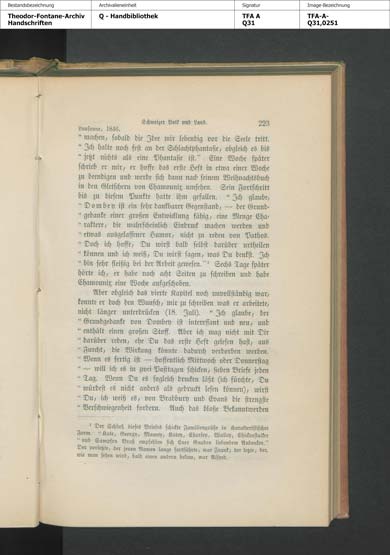 Bestandsbezeichnung Archivalieneinheit Signatur Image-Bezeichnung
Theodor-Fontane-Archiv Q - Handbibliothek TFA A TFA-A-
Handschriften Q31 Q31,0251
Schweizer Volk und Land. 223
Lausanne, 1846.
“ machen, sobald die Idee mir lebendig vor die Seele tritt.
“ Ich halte noch fest an der Schlachtphantasie, obgleich es bis
“ jetzt nichts als eine Phantasie ist.” Eine Woche später
schrieb er mir, er hoffe das erste Heft in etwa einer Woche
zu beendigen und werde sich dann nach seinem Weihnachtsbuch
in den Gletschern von Chamounix umsehen. Sein Fortschritt
bis zu diesem Punkte hatte ihm gefallen. “ Ich glaube,
“ Dombey ist ein sehr dankbarer Gegenstand, — der Grund-
“ gedanke einer großen Entwicklung fähig, eine Menge Cha-
“ raktere, die wahrscheinlich Eindruck machen werden und
“ etwas ausgelassener Humor, nicht zu reden von Pathos.
“ Doch ich hoffe, Du wirst bald selbst darüber urtheilen
“ können und ich weiß, Du wirst sagen, was Du denkst. Ich
“ bin sehr fleißig bei der Arbeit gewesen.”¹ Sechs Tage später
hörte ich, er habe noch acht Seiten zu schreiben und habe
Chamounix eine Woche aufgeschoben.
Aber obgleich das vierte Kapitel noch unvollständig war,
konnte er doch den Wunsch, mir zu schreiben was er arbeitete,
nicht länger unterdrücken (18. Juli). “ Ich glaube, der
“ Grundgedanke von Dombey ist interessant und neu, und
“ enthält einen großen Stoff. Aber ich mag nicht mit Dir
“ darüber reden, ehe Du das erste Heft gelesen hast, aus
“ Furcht, die Wirkung könnte dadurch verdorben werden.
“ Wenn es fertig ist — hoffentlich Mittwoch oder Donnerstag
“ — will ich es in zwei Posttagen schicken, sieben Briefe jeden
“ Tag. Wenn Du es sogleich drucken läßt (ich fürchte, Du
“ würdest es nicht anders als gedruckt lesen können), wirst
“ Du, ich weiß es, von Bradbury und Evans die strengste
“ Verschwiegenheit fordern. Auch das bloße Bekanntwerden
¹ Der Schluß dieses Briefes schickte Familiengrüße in charakteristischer
Form. “ Kate, Georgy, Mamey, Katey, Charley, Walley, Chickenstalker
“ und Sampson Braß empfehlen sich Euer Gnaden liebendem Andenken.”
Der vorletzte, der jenen Namen lange fortführte, war Frank; der letzte, der,
wie man sehen wird, bald einen andern bekam, war Alfred.